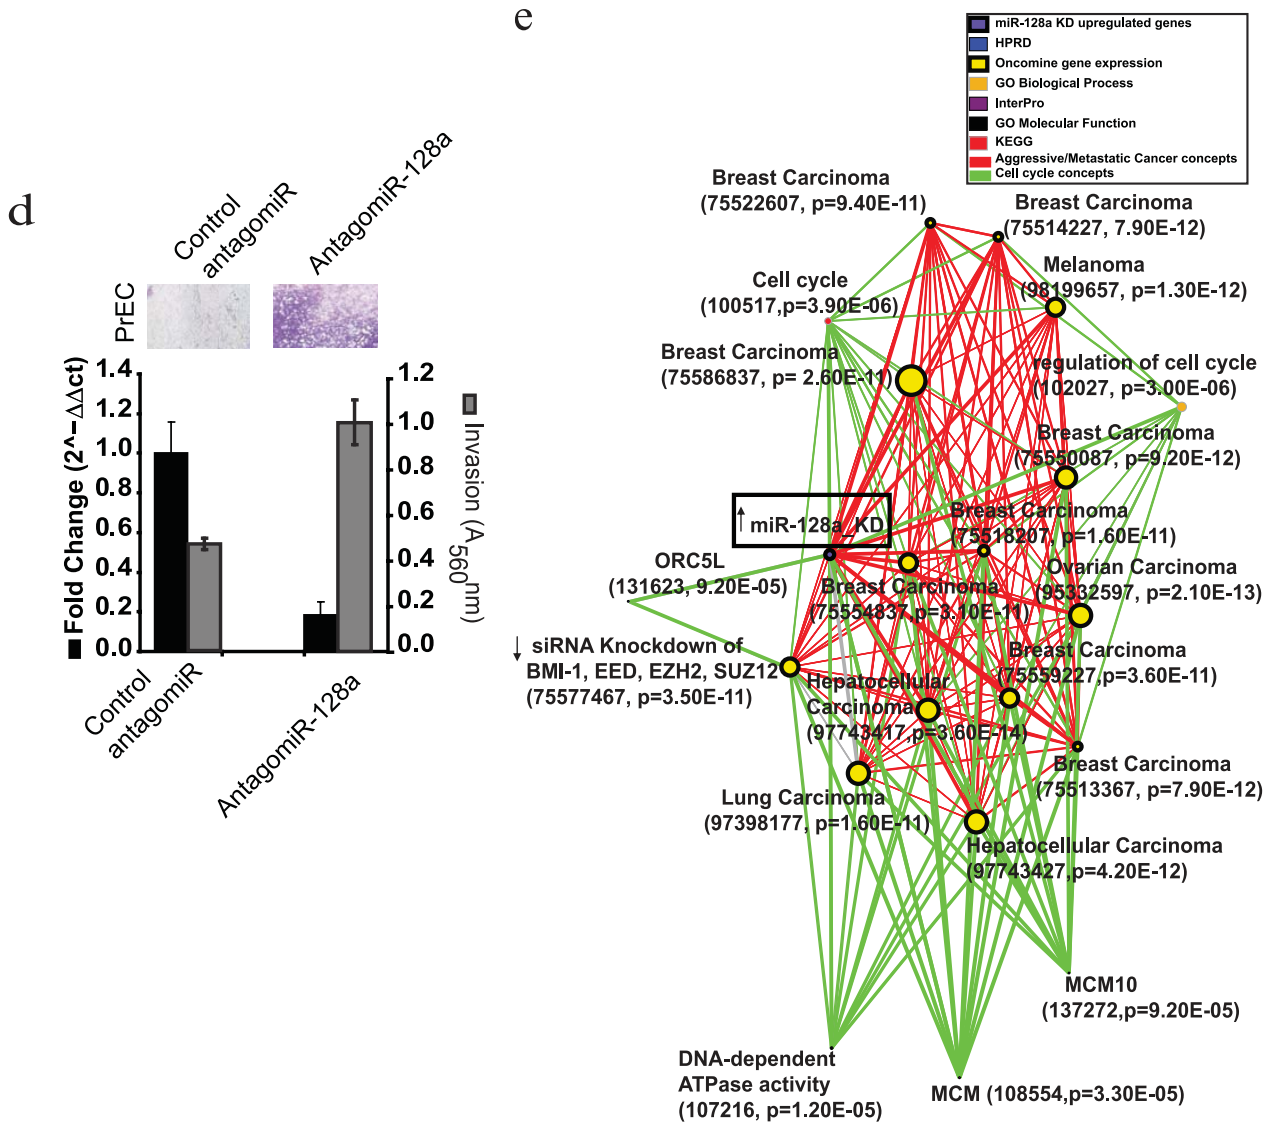 d
Control
antagomiR
AntagomiR-128a
PrEC
Fold Change (2^−ΔΔct)
1.4
1.2
1.0
0.8
0.6
0.4
0.2
0.0
1.2
1.0
0.8
0.6
0.4
0.2
0.0
Invasion (A560nm)
Control
antagomiR
AntagomiR-128a
e
miR-128a KD upregulated genes
HPRD
Oncomine gene expression
GO Biological Process
InterPro
GO Molecular Function
KEGG
Aggressive/Metastatic Cancer concepts
Cell cycle concepts
Breast Carcinoma
(75522607, p=9.40E-11)
Breast Carcinoma
(75514227, 7.90E-12)
Melanoma
(98199657, p=1.30E-12)
Cell cycle
(100517,p=3.90E-06)
Breast Carcinoma
(75586837, p= 2.60E-11)
regulation of cell cycle
(102027, p=3.00E-06)
Breast Carcinoma
(75550087, p=9.20E-12)
↑ miR-128a_KD
Breast Carcinoma
(75518207, p=1.60E-11)
ORC5L
(131623, 9.20E-05)
Breast Carcinoma
(75554837,p=3.10E-11)
Ovarian Carcinoma
(95332597, p=2.10E-13)
↓ siRNA Knockdown of
BMI-1, EED, EZH2, SUZ12
(75577467, p=3.50E-11)
Breast Carcinoma
(75559227,p=3.60E-11)
Hepatocellular
Carcinoma
(97743417,p=3.60E-14)
Breast Carcinoma
(75513367, p=7.90E-12)
Lung Carcinoma
(97398177, p=1.60E-11)
Hepatocellular Carcinoma
(97743427,p=4.20E-12)
MCM10
(137272,p=9.20E-05)
DNA-dependent
ATPase activity
(107216, p=1.20E-05)
MCM (108554,p=3.30E-05)